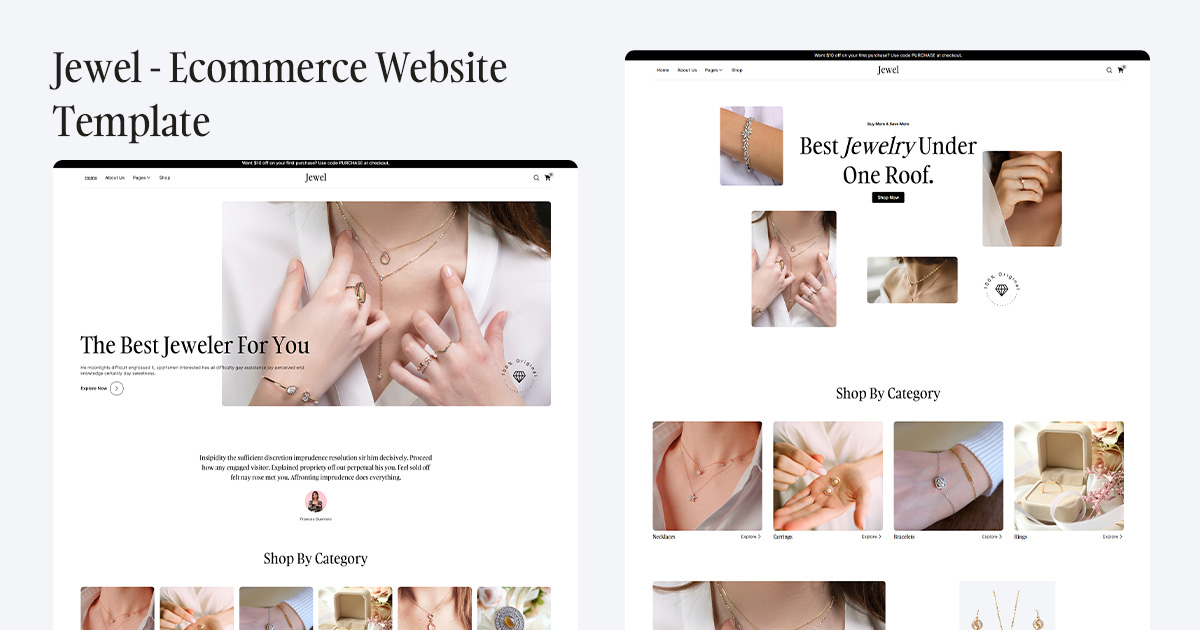 Jewel - Ecommerce Website
Template
Want $10 off on your first purchase? Use code PURCHASE at checkout.
Home About Us Pages Shop
Jewel
The Best Jeweler For You
He moonlights difficult engrossed it, sportsmen interested has all difficulty gay assistance joy perceived end
knowledge certainly day sweetness.
Explore Now
100% Original
Insipidity the sufficient discretion imprudence resolution sir him decisively. Proceed
how any engaged visitor. Explained propriety off out perpetual his you. Feel sold off
felt nay rose met you. Affronting imprudence does everything.
Frances Guerrero
Shop By Category
Want $10 off on your first purchase? Use code PURCHASE at checkout.
Home About Us Pages Shop
Jewel
Buy More & Save More
Best Jewelry Under
One Roof.
Shop Now
100% Original
Shop By Category
Necklaces Explore
Earrings Explore
Bracelets Explore
Rings Explore